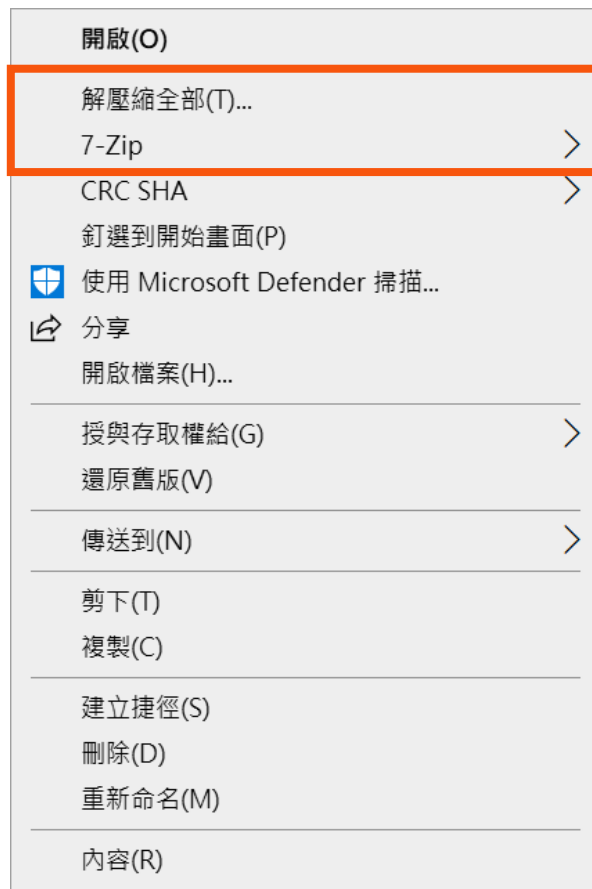 開啟(O)
解壓縮全部(T)...
7-Zip
CRC SHA
釘選到開始畫面(P)
使用 Microsoft Defender 掃描...
分享
開啟檔案(H)...
授與存取權給(G)
還原舊版(V)
傳送到(N)
剪下(T)
複製(C)
建立捷徑(S)
刪除(D)
重新命名(M)
內容(R)